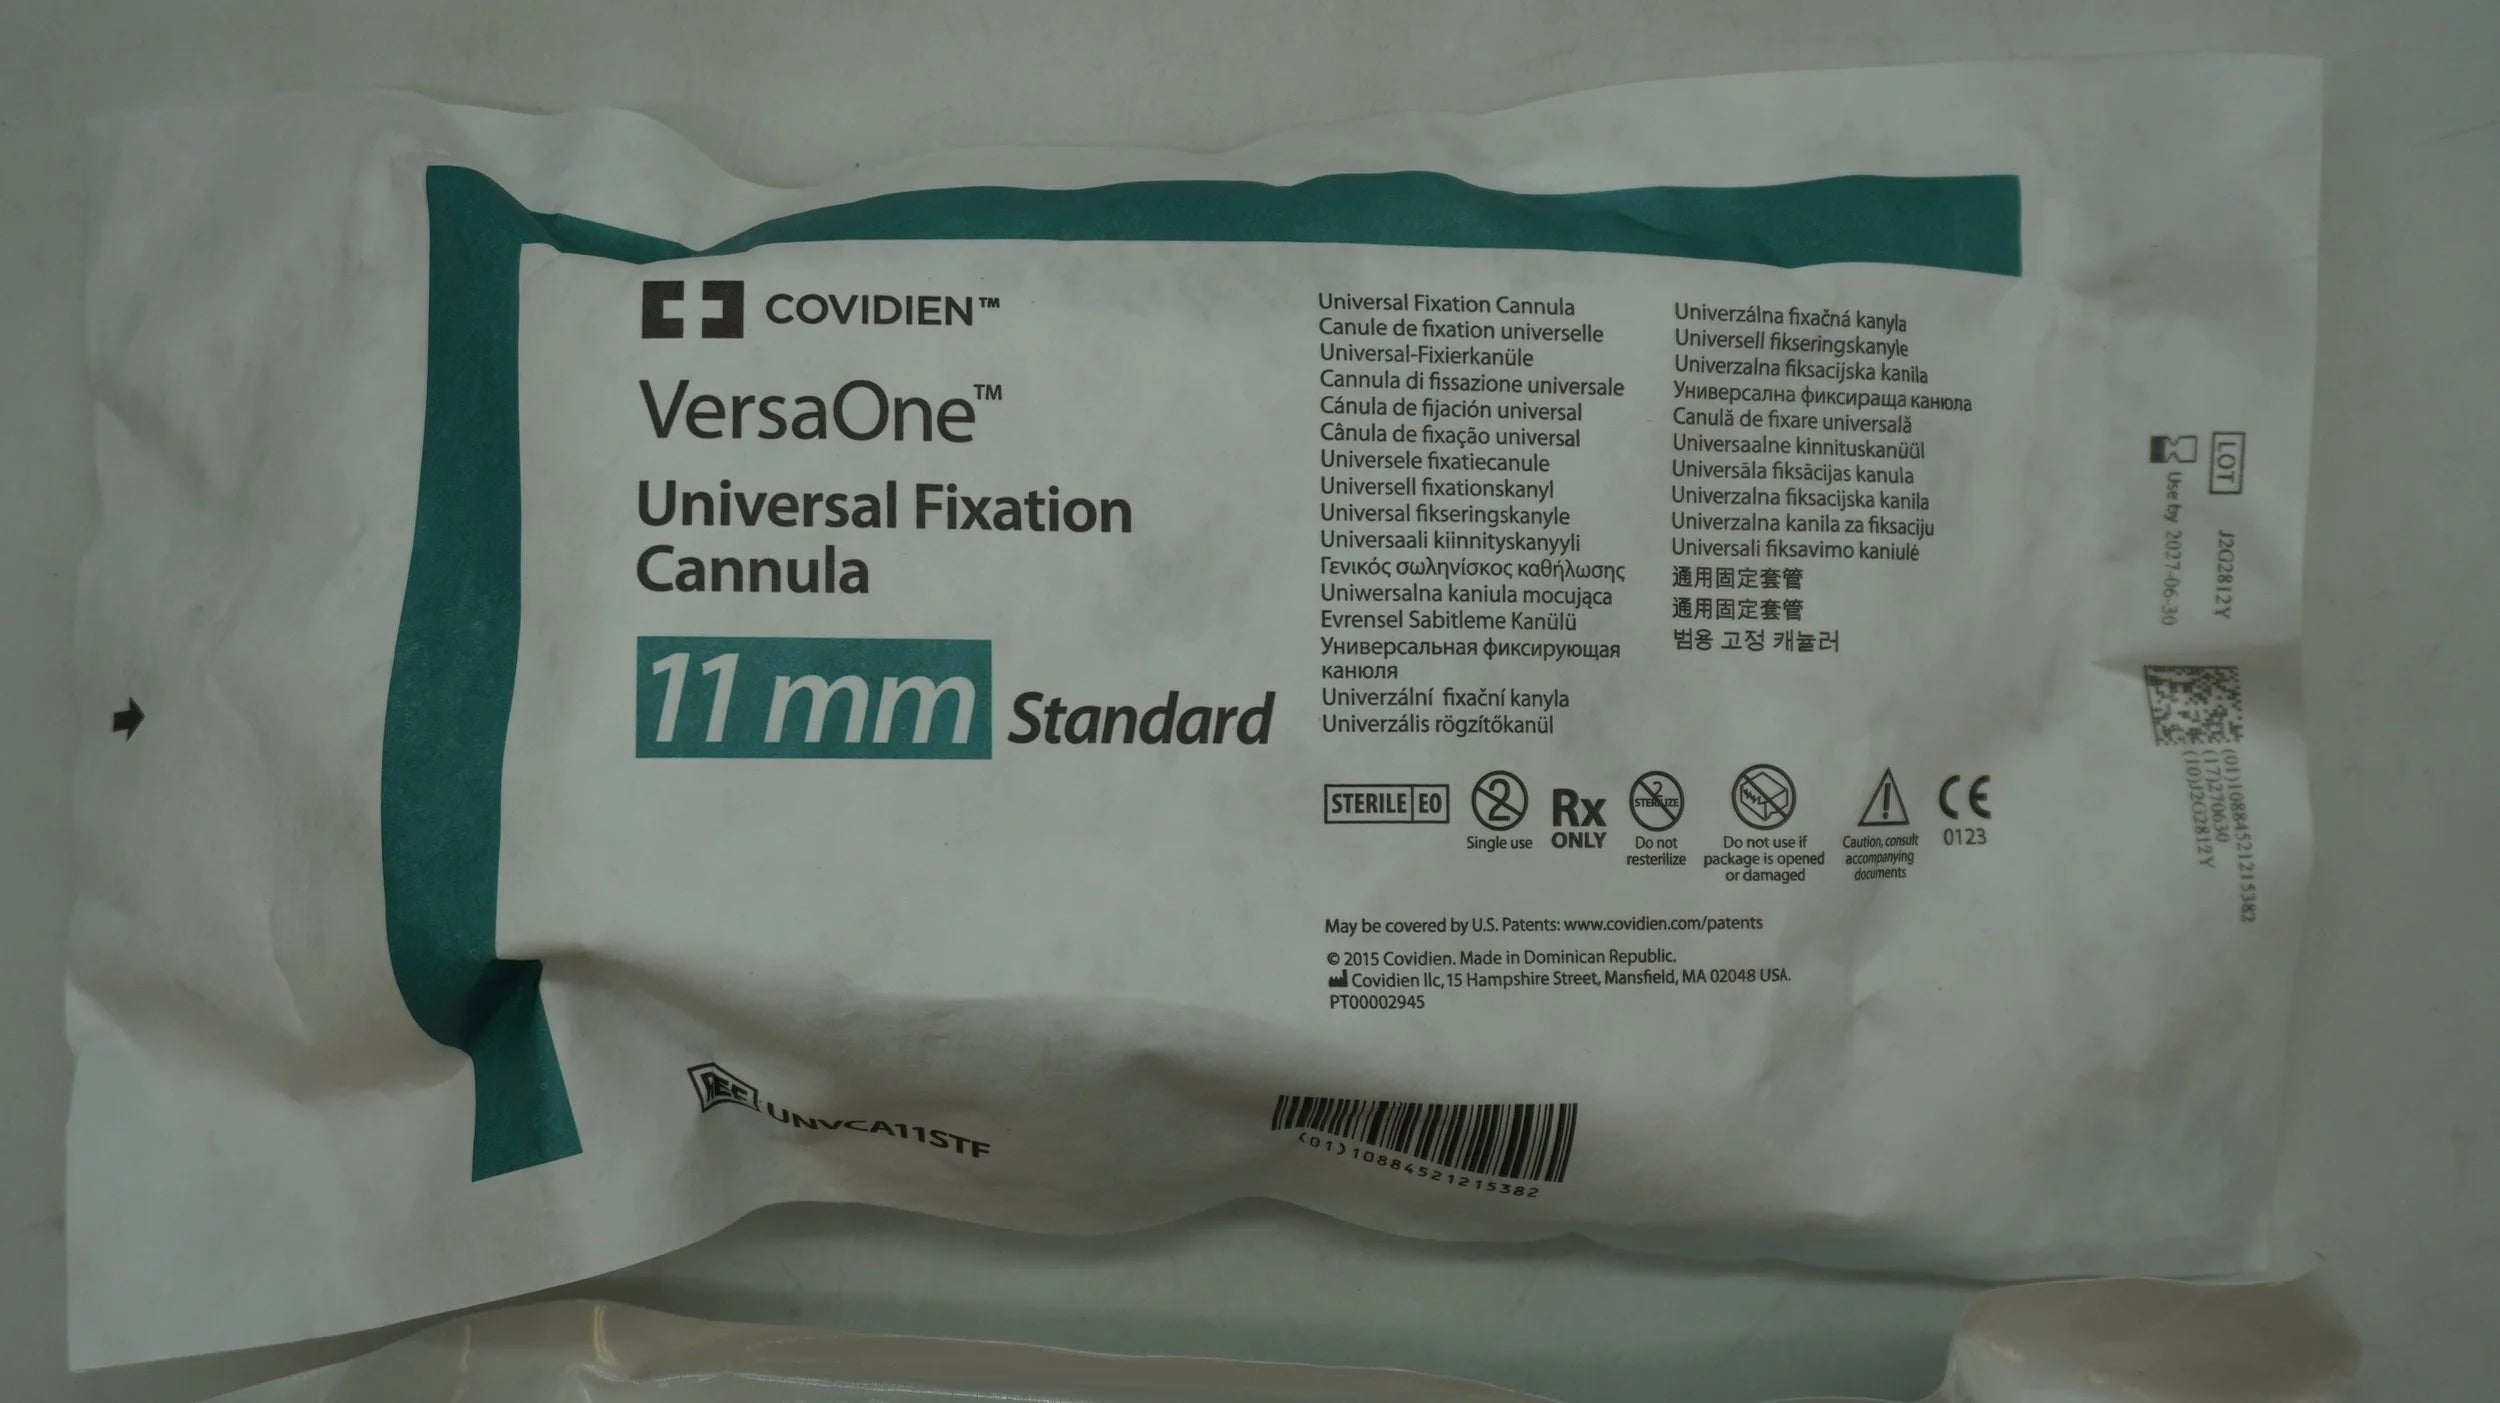 COVIDIEN™
VersaOne™
Universal Fixation
Cannula
11 mm Standard
Universal Fixation Cannula
Canule de fixation universelle
Universal-Fixierkanüle
Cannula di fissazione universale
Cánula de fijación universal
Cânula de fixação universal
Universele fixatiecanule
Universell fixationskanyl
Universal fikseringskanyle
Universaali kiinnityskanyyli
Γενικός σωληνίσκος καθήλωσης
Uniwersalna kaniula mocująca
Evrensel Sabitleme Kanülü
Универсальная фиксирующая
канюля
Univerzální fixační kanyla
Univerzális rögzítőkanül
Univerzálna fixačná kanyla
Universell fikseringskanyle
Univerzalna fiksacijska kanila
Универсална фиксираща канюла
Canulă de fixare universală
Universaalne kinnituskanüül
Universāla fiksācijas kanula
Univerzalna fiksacijska kanila
Univerzalna kanila za fiksaciju
Universali fiksavimo kaniulė
通用固定套管
通用固定套管
범용 고정 캐뉼러
STERILE EO
2
Single use
Rx
ONLY
2
STERILIZE
Do not
resterilize
Do not use if
package is opened
or damaged
Caution, consult
accompanying
documents
CE
0123
May be covered by U.S. Patents: www.covidien.com/patents
© 2015 Covidien. Made in Dominican Republic.
Covidien llc, 15 Hampshire Street, Mansfield, MA 02048 USA.
PT00002945
REF UNVCA11STF
(01)10884521215382
LOT J2G2812Y
Use by 2027-06-30
(01)10884521215382
(17)270630
(10)J2G2812Y